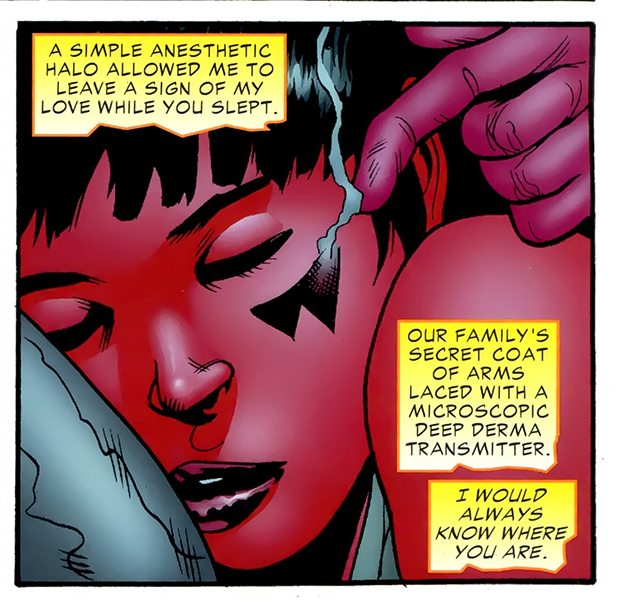 A SIMPLE ANESTHETIC
HALO ALLOWED ME TO
LEAVE A SIGN OF MY
LOVE WHILE YOU SLEPT.
OUR FAMILY'S
SECRET COAT
OF ARMS
LACED WITH A
MICROSCOPIC
DEEP DERMA
TRANSMITTER.
I WOULD
ALWAYS
KNOW WHERE
YOU ARE.